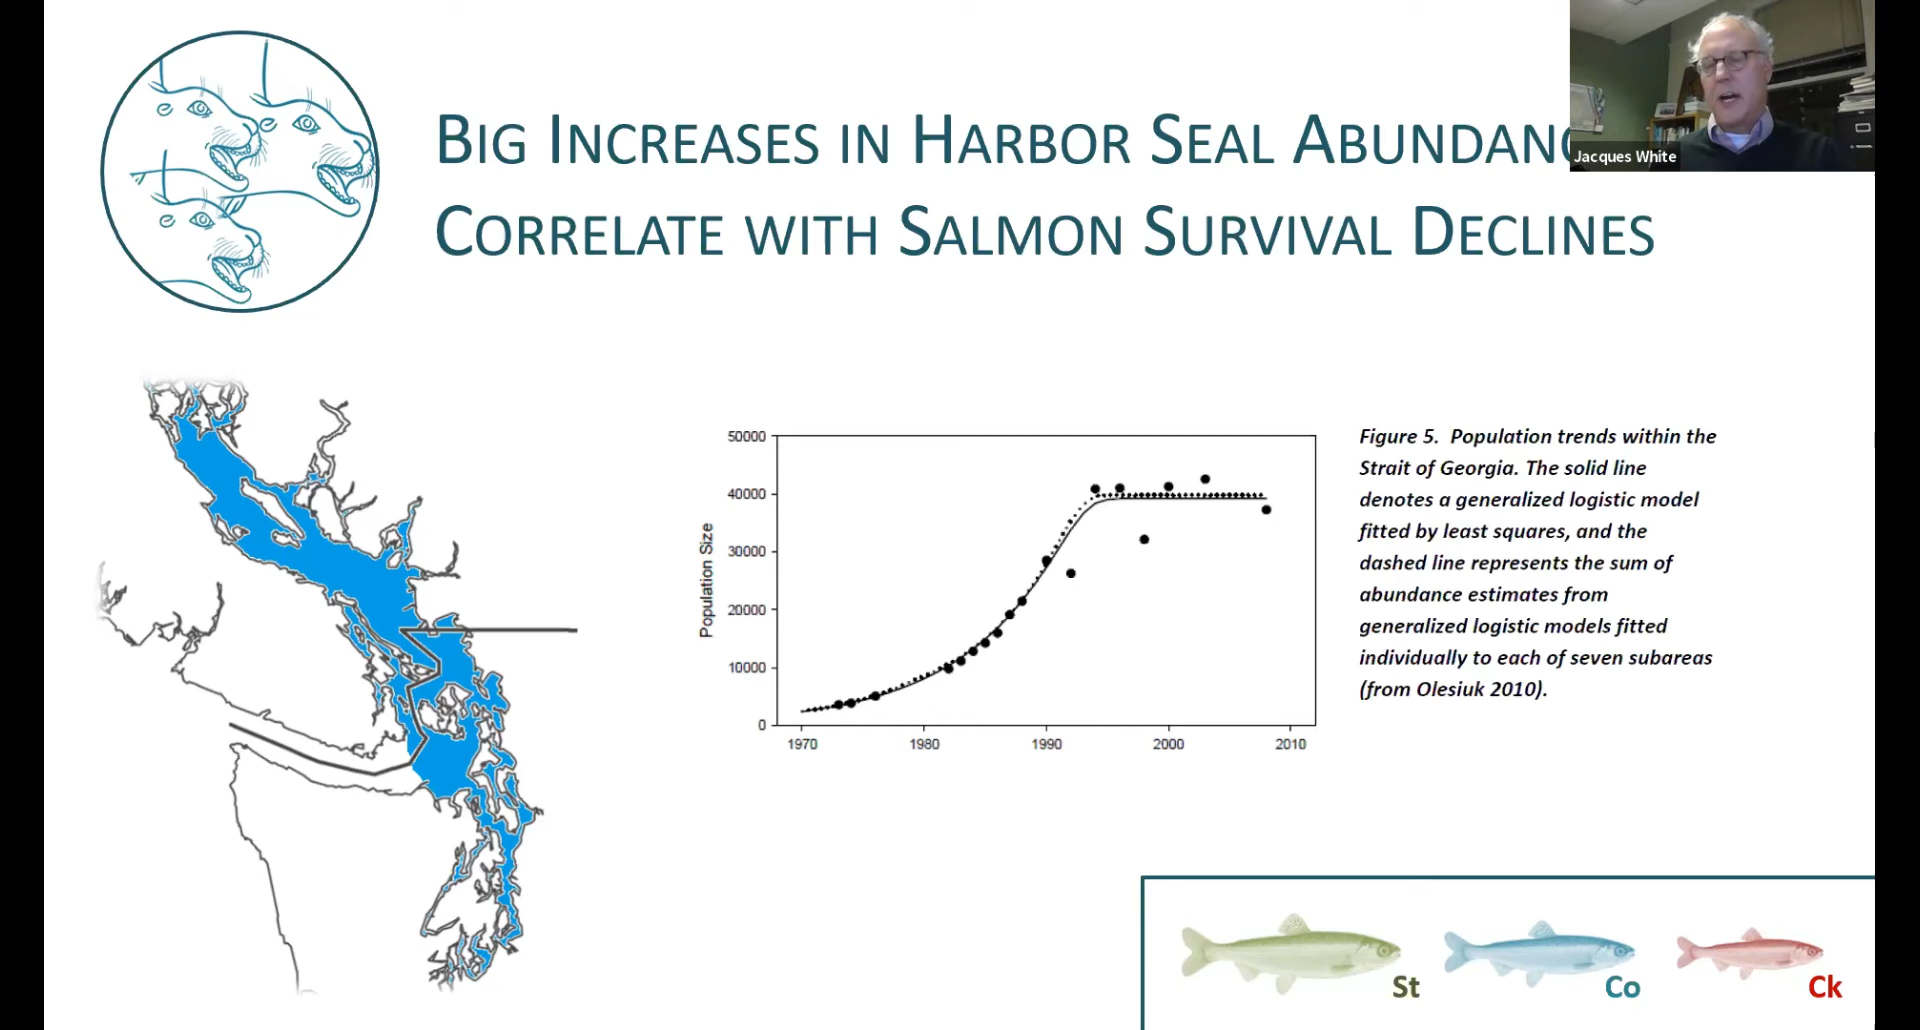 BIG INCREASES IN HARBOR SEAL
CORRELATE WITH SALMON SURVIVAL DECLINES
Jacques White
50000
40000
30000
20000
10000
0
Population Size
1970 1980 1990 2000 2010
Figure 5. Population trends within the
Strait of Georgia. The solid line
denotes a generalized logistic model
fitted by least squares, and the
dashed line represents the sum of
abundance estimates from
generalized logistic models fitted
individually to each of seven subareas
(from Olesiuk 2010).
St Co Ck